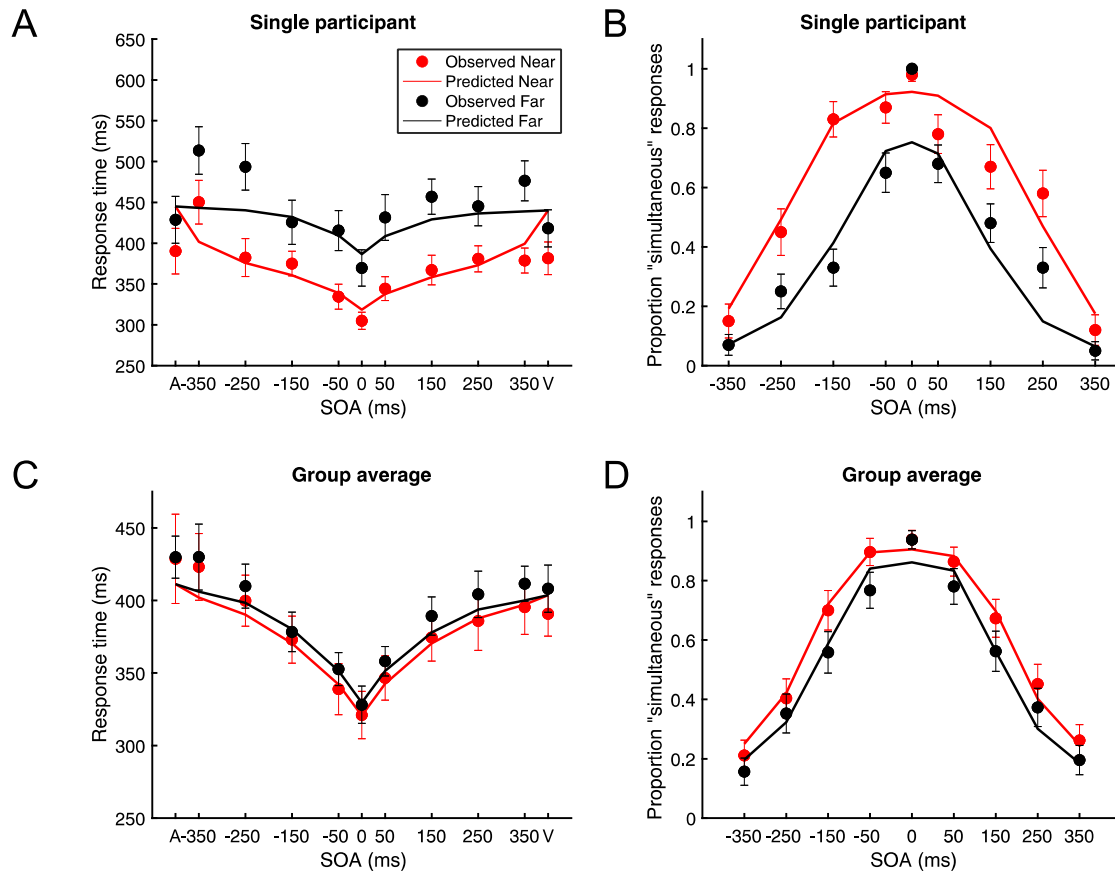 A
Single participant
650
600
550
500
450
400
350
300
250
Response time (ms)
Observed Near
Predicted Near
Observed Far
Predicted Far
A -350 -250 -150 -50 0 50 150 250 350 V
SOA (ms)
B
Single participant
1
0.8
0.6
0.4
0.2
0
Proportion "simultaneous" responses
-350 -250 -150 -50 0 50 150 250 350
SOA (ms)
C
Group average
450
400
350
300
250
Response time (ms)
A -350 -250 -150 -50 0 50 150 250 350 V
SOA (ms)
D
Group average
1
0.8
0.6
0.4
0.2
0
Proportion "simultaneous" responses
-350 -250 -150 -50 0 50 150 250 350
SOA (ms)